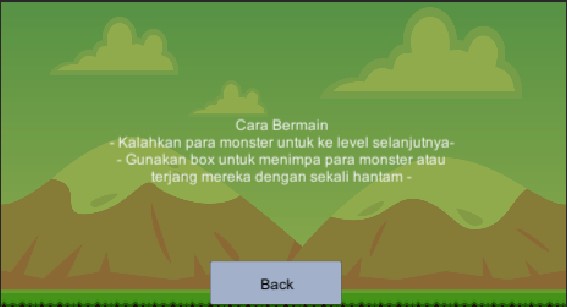 Cara Bermain
- Kalahkan para monster untuk ke level selanjutnya-
- Gunakan box untuk menimpa para monster atau
terjang mereka dengan sekali hantam -
Back